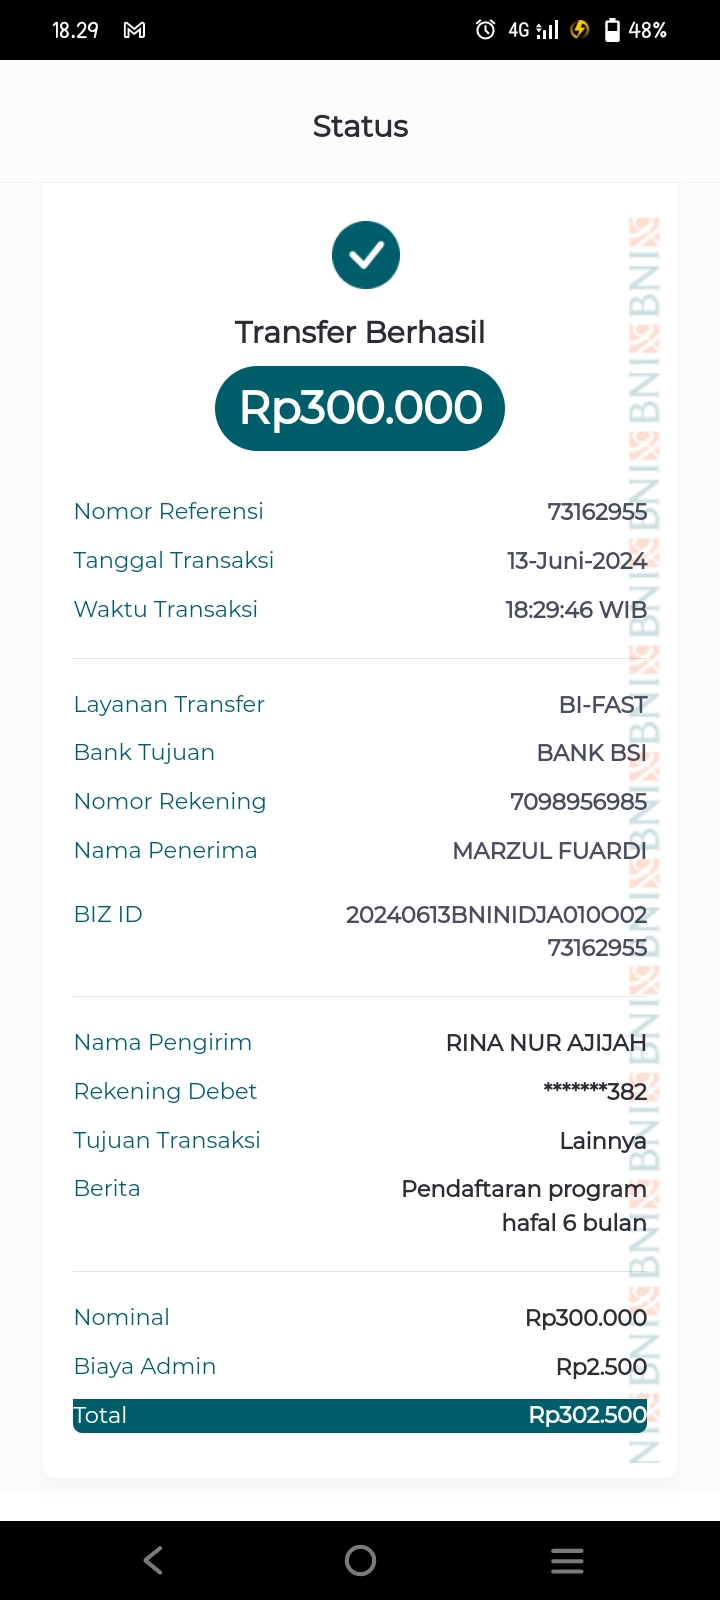 18.29
4G
48%
Status
Transfer Berhasil
Rp300.000
Nomor Referensi 73162955
Tanggal Transaksi 13-Juni-2024
Waktu Transaksi 18:29:46 WIB
Layanan Transfer BI-FAST
Bank Tujuan BANK BSI
Nomor Rekening 7098956985
Nama Penerima MARZUL FUARDI
BIZ ID 20240613BNINIDJA010O02
73162955
Nama Pengirim RINA NUR AJIJAH
Rekening Debet *******382
Tujuan Transaksi Lainnya
Berita Pendaftaran program
hafal 6 bulan
Nominal Rp300.000
Biaya Admin Rp2.500
Total Rp302.500
BNI BNI BNI BNI BNI BNI BNI BNI BNI BNI BNI NI